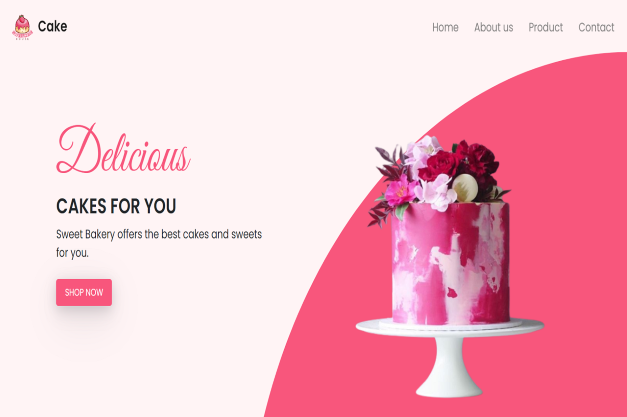 Cake
Home About us Product Contact
Delicious
CAKES FOR YOU
Sweet Bakery offers the best cakes and sweets
for you.
SHOP NOW